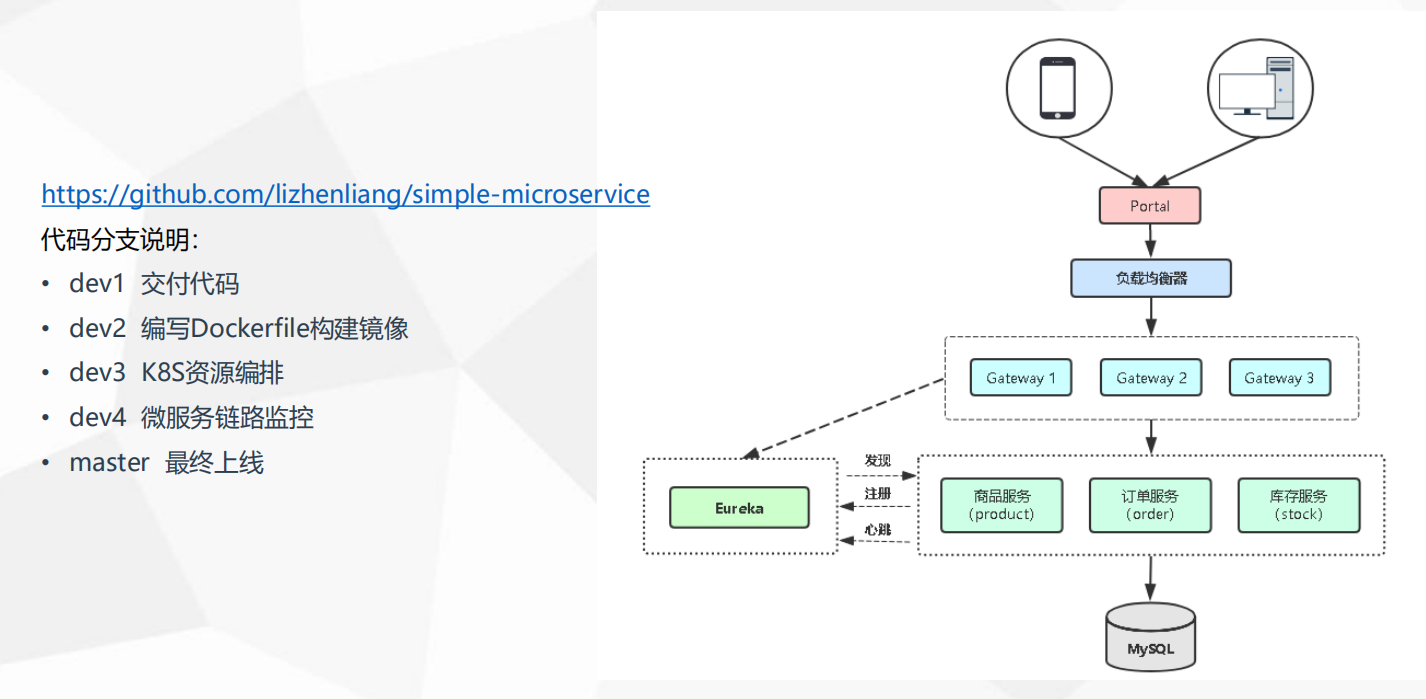 https://github.com/lizhenliang/simple-microservice
代码分支说明：
• dev1 交付代码
• dev2 编写Dockerfile构建镜像
• dev3 K8S资源编排
• dev4 微服务链路监控
• master 最终上线
Portal
负载均衡器
Gateway 1
Gateway 2
Gateway 3
Eureka
发现
注册
心跳
商品服务
(product)
订单服务
(order)
库存服务
(stock)
MySQL